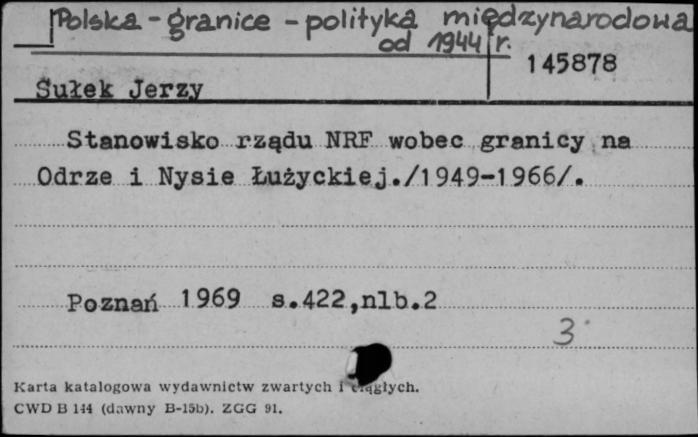 Polska - granice - polityka międzynarodowa
od 1944 r.
145878
Sułek Jerzy
Stanowisko rządu NRF wobec granicy na
Odrze i Nysie Łużyckiej./1949-1966/.
Poznań 1969 s.422,nlb.2
3
Karta katalogowa wydawnictw zwartych i ciągłych.
CWD B 144 (dawny B-15b). ZGG 91.